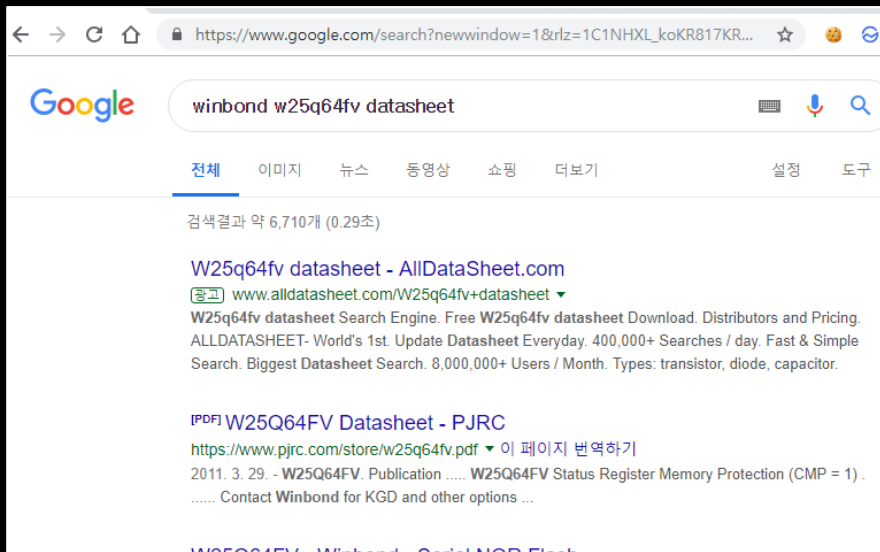 https://www.google.com/search?newwindow=1&rlz=1C1NHXL_koKR817KR...
Google
winbond w25q64fv datasheet
전체 이미지 뉴스 동영상 쇼핑 더보기 설정 도구
검색결과 약 6,710개 (0.29초)
W25q64fv datasheet - AllDataSheet.com
광고 www.alldatasheet.com/W25q64fv+datasheet
W25q64fv datasheet Search Engine. Free W25q64fv datasheet Download. Distributors and Pricing.
ALLDATASHEET- World's 1st. Update Datasheet Everyday. 400,000+ Searches / day. Fast & Simple
Search. Biggest Datasheet Search. 8,000,000+ Users / Month. Types: transistor, diode, capacitor.
[PDF] W25Q64FV Datasheet - PJRC
https://www.pjrc.com/store/w25q64fv.pdf 이 페이지 번역하기
2011. 3. 29. - W25Q64FV. Publication ..... W25Q64FV Status Register Memory Protection (CMP = 1) .
...... Contact Winbond for KGD and other options ...
W25Q64FV - Winbond - Serial NOR Flash